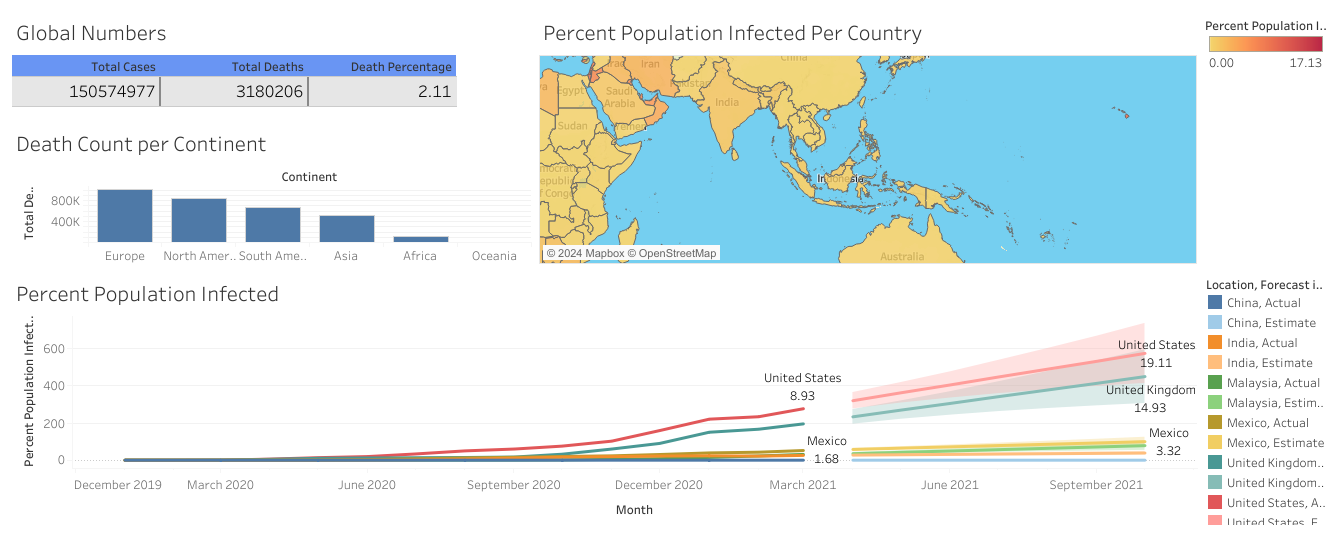 Global Numbers
Total Cases Total Deaths Death Percentage
150574977 3180206 2.11
Death Count per Continent
Continent
Total De..
800K
400K
Europe North Amer.. South Ame.. Asia Africa Oceania
Percent Population Infected Per Country
China
Iran
Iran
Egypt
Saudi
Arabia
India
Sudan
Yemen
Indonesia
Australia
© 2024 Mapbox © OpenStreetMap
Percent Population I..
0.00 17.13
Percent Population Infected
Percent Population Infect..
600
400
200
0
United States
8.93
Mexico
1.68
United States
19.11
United Kingdom
14.93
Mexico
3.32
December 2019 March 2020 June 2020 September 2020 December 2020 March 2021 June 2021 September 2021
Month
Location, Forecast i..
China, Actual
China, Estimate
India, Actual
India, Estimate
Malaysia, Actual
Malaysia, Estim..
Mexico, Actual
Mexico, Estimate
United Kingdom..
United Kingdom..
United States, A..
United States, E..